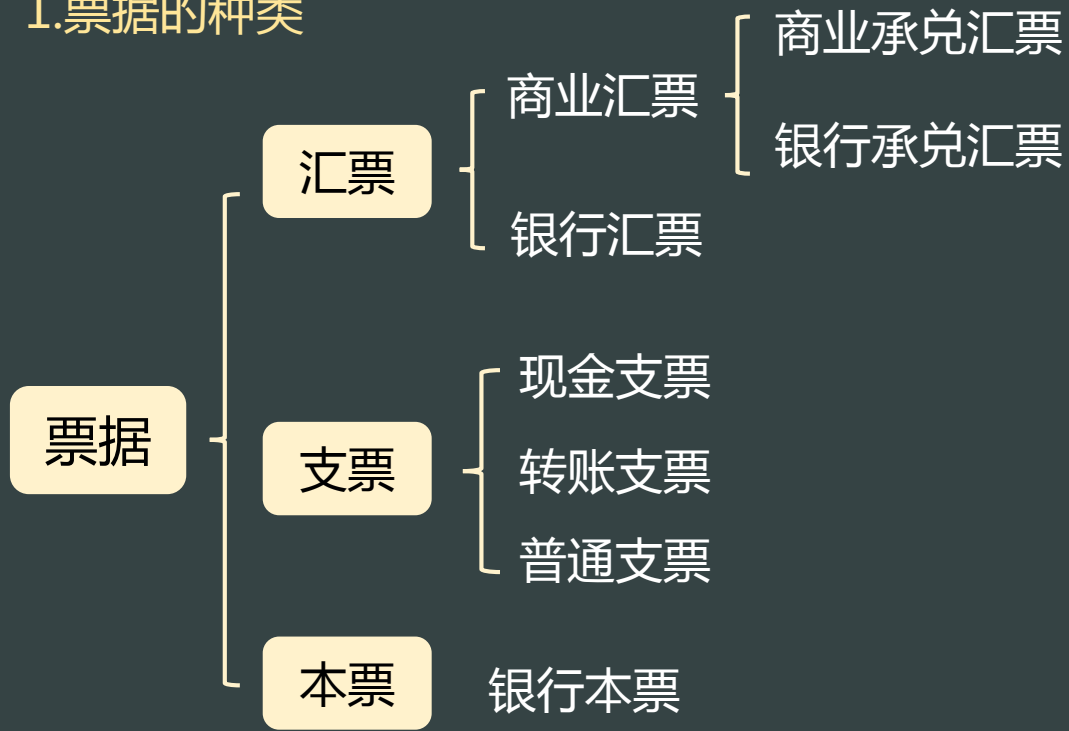 1.票据的种类
商业承兑汇票
商业汇票
银行承兑汇票
汇票
银行汇票
现金支票
票据
支票
转账支票
普通支票
本票
银行本票